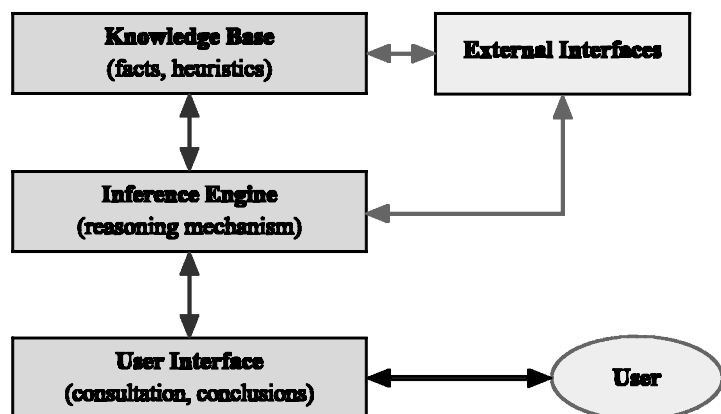 Knowledge Base
(facts, heuristics)
External Interfaces
Inference Engine
(reasoning mechanism)
User Interface
(consultation, conclusions)
User